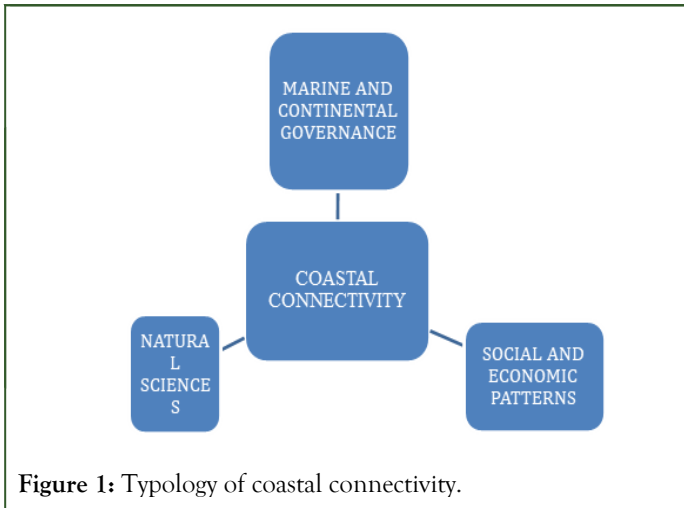 MARINE AND
CONTINENTAL
GOVERNANCE
COASTAL
CONNECTIVITY
NATURA
L
SCIENCE
S
SOCIAL AND
ECONOMIC
PATTERNS
Figure 1: Typology of coastal connectivity.